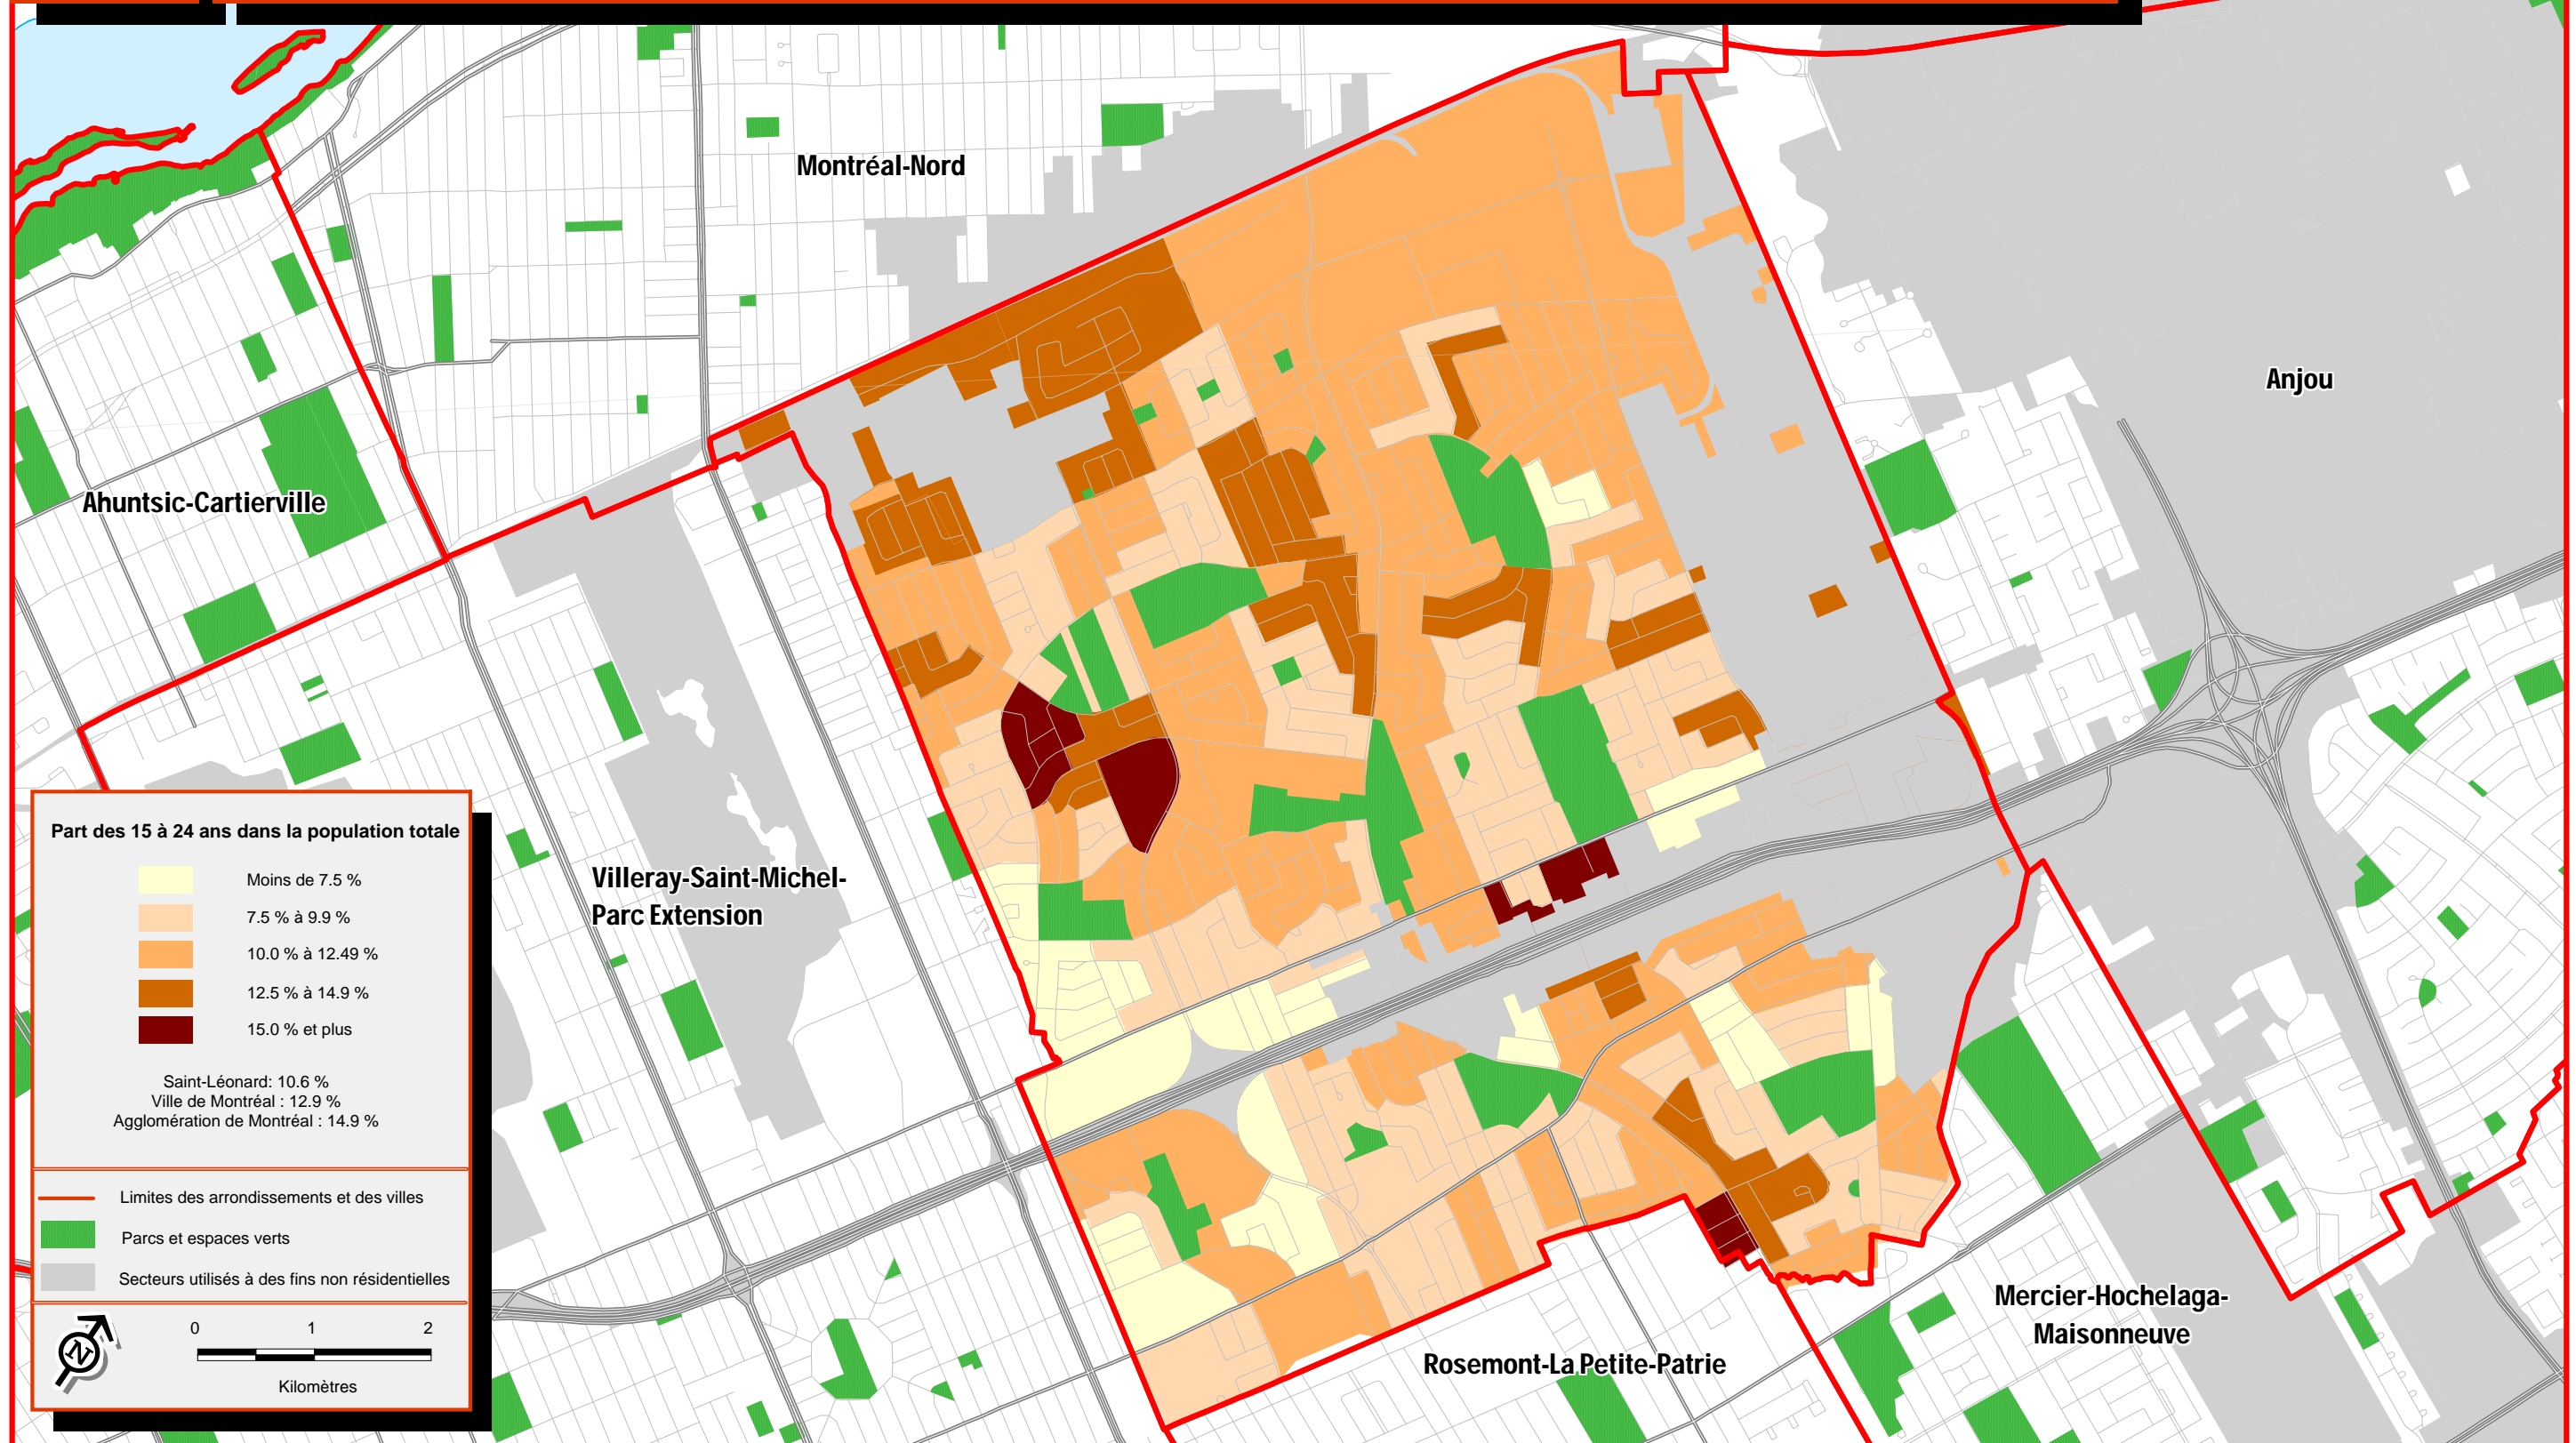 Montréal-Nord
Anjou
Ahuntsic-Cartierville
Villeray-Saint-Michel-
Parc Extension
Mercier-Hochelaga-
Maisonneuve
Rosemont-La Petite-Patrie
Part des 15 à 24 ans dans la population totale
Moins de 7.5 %
7.5 % à 9.9 %
10.0 % à 12.49 %
12.5 % à 14.9 %
15.0 % et plus
Saint-Léonard: 10.6 %
Ville de Montréal : 12.9 %
Agglomération de Montréal : 14.9 %
Limites des arrondissements et des villes
Parcs et espaces verts
Secteurs utilisés à des fins non résidentielles
N
0 1 2
Kilomètres